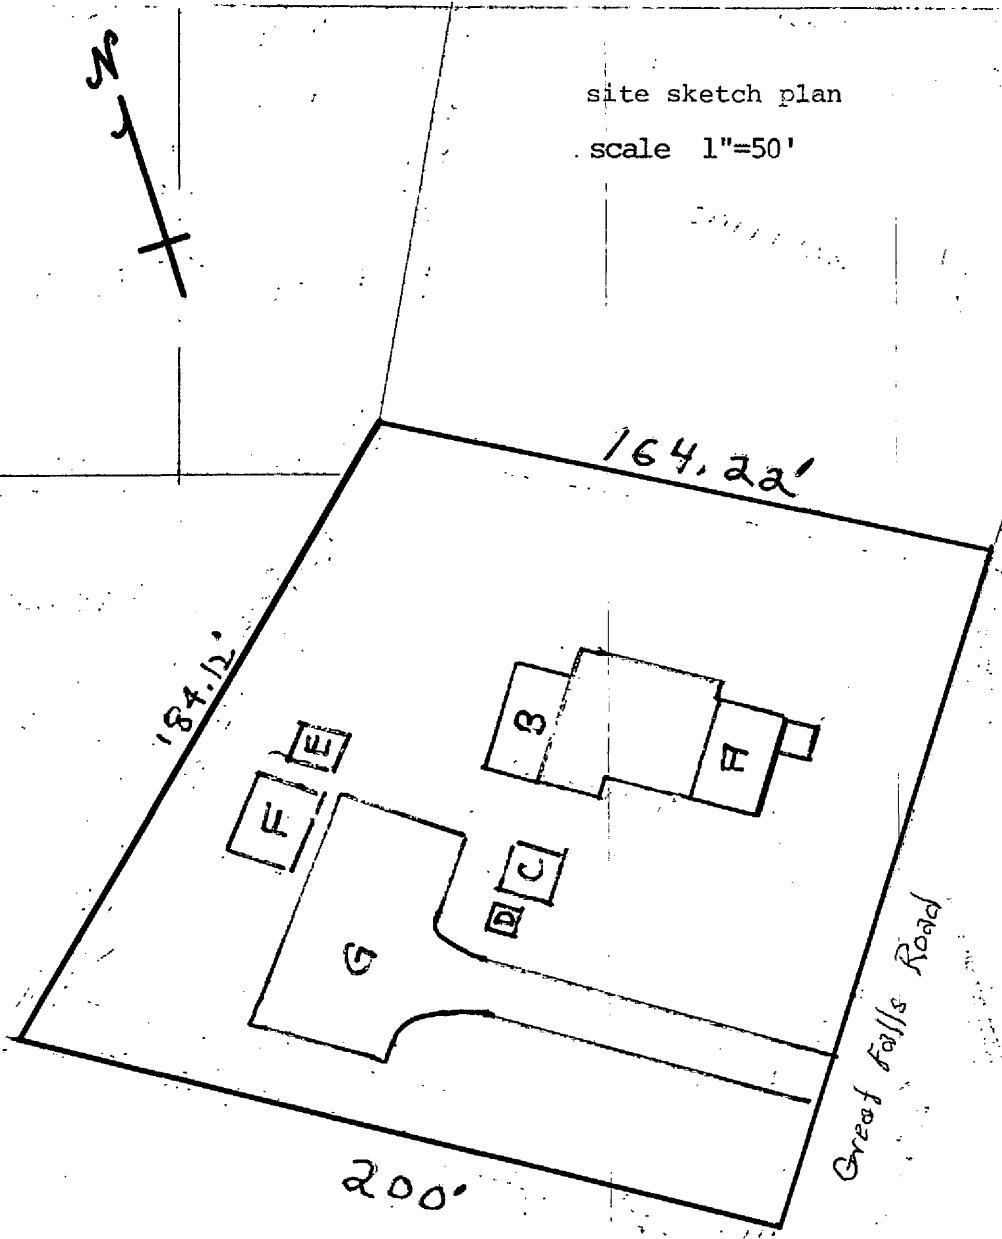 N
site sketch plan
scale 1"=50'
164.22'
184.12'
B
A
E
F
C
D
G
Great Falls Road
200'